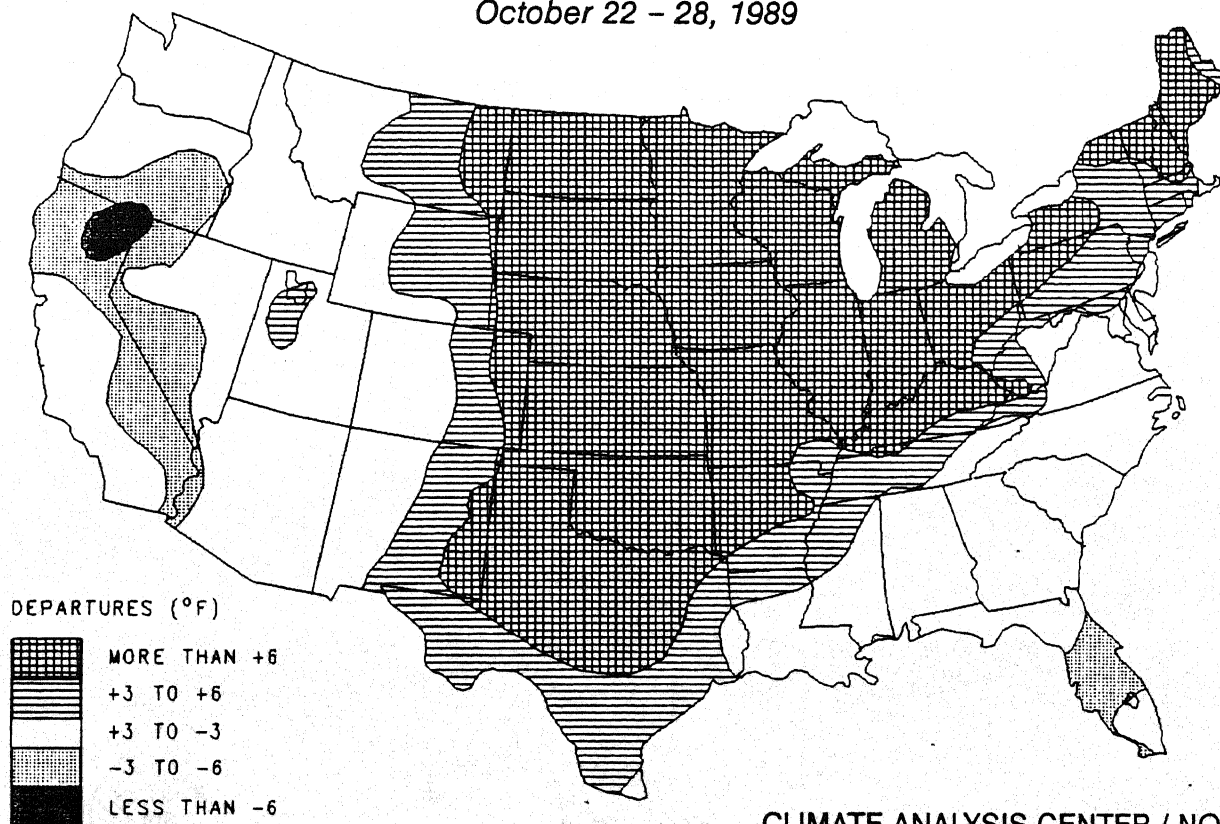 October 22 – 28, 1989
DEPARTURES (°F)
MORE THAN +6
+3 TO +6
+3 TO -3
-3 TO -6
LESS THAN -6
CLIMATE ANALYSIS CENTER / NO